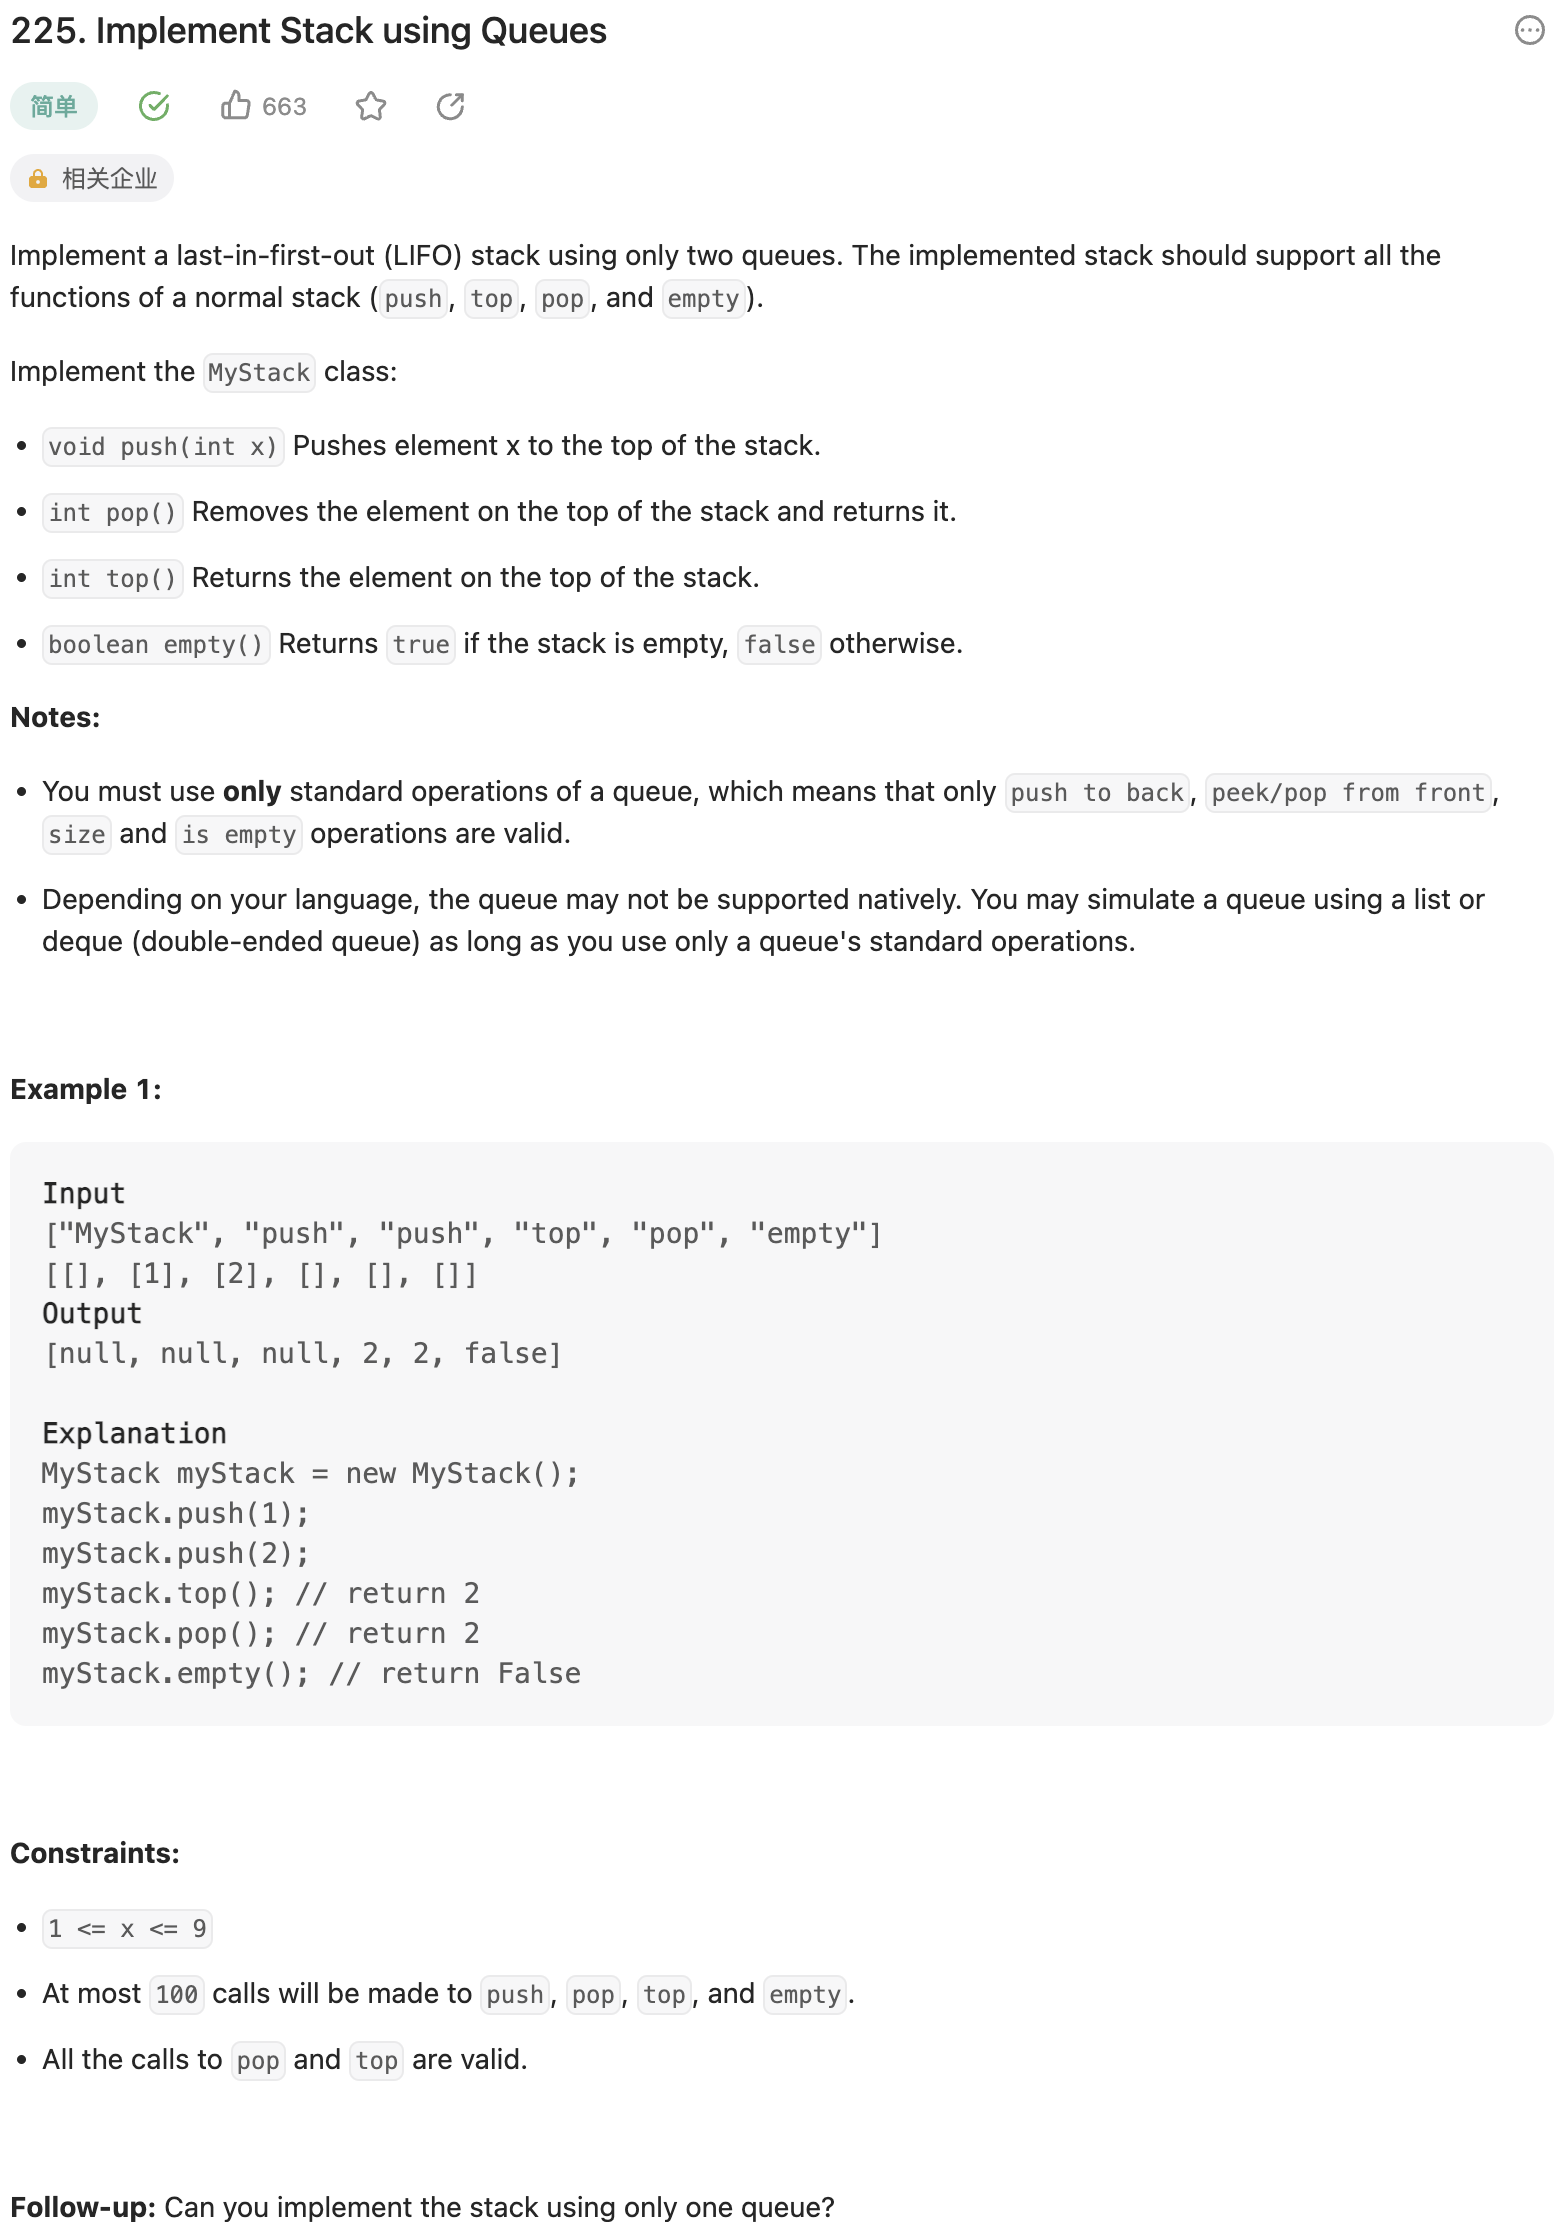 225. Implement Stack using Queues
简单
663
相关企业
Implement a last-in-first-out (LIFO) stack using only two queues. The implemented stack should support all the
functions of a normal stack (push, top, pop, and empty).
Implement the MyStack class:
• void push(int x) Pushes element x to the top of the stack.
• int pop() Removes the element on the top of the stack and returns it.
• int top() Returns the element on the top of the stack.
• boolean empty() Returns true if the stack is empty, false otherwise.
Notes:
• You must use only standard operations of a queue, which means that only push to back, peek/pop from front,
size and is empty operations are valid.
• Depending on your language, the queue may not be supported natively. You may simulate a queue using a list or
deque (double-ended queue) as long as you use only a queue's standard operations.
Example 1:
Input
["MyStack", "push", "push", "top", "pop", "empty"]
[[], [1], [2], [], [], []]
Output
[null, null, null, 2, 2, false]
Explanation
MyStack myStack = new MyStack();
myStack.push(1);
myStack.push(2);
myStack.top(); // return 2
myStack.pop(); // return 2
myStack.empty(); // return False
Constraints:
• 1 <= x <= 9
• At most 100 calls will be made to push, pop, top, and empty.
• All the calls to pop and top are valid.
Follow-up: Can you implement the stack using only one queue?